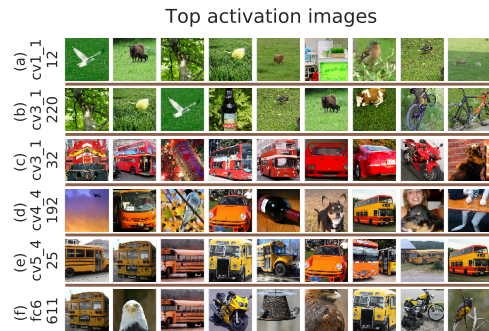 Top activation images
(a)
cv1_1
12
(b)
cv3_1
220
(c)
cv3_1
32
(d)
cv4_4
192
(e)
cv5_4
25
(f)
fc6
611